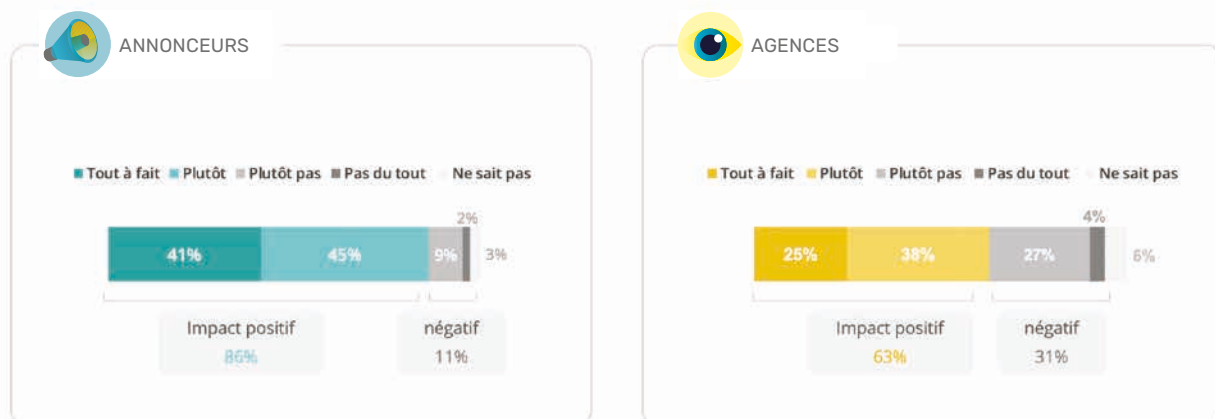 ANNONCEURS
Tout à fait Plutôt Plutôt pas Pas du tout Ne sait pas
2%
41% 45% 9% 3%
Impact positif négatif
86% 11%
AGENCES
Tout à fait Plutôt Plutôt pas Pas du tout Ne sait pas
4%
25% 38% 27% 6%
Impact positif négatif
63% 31%